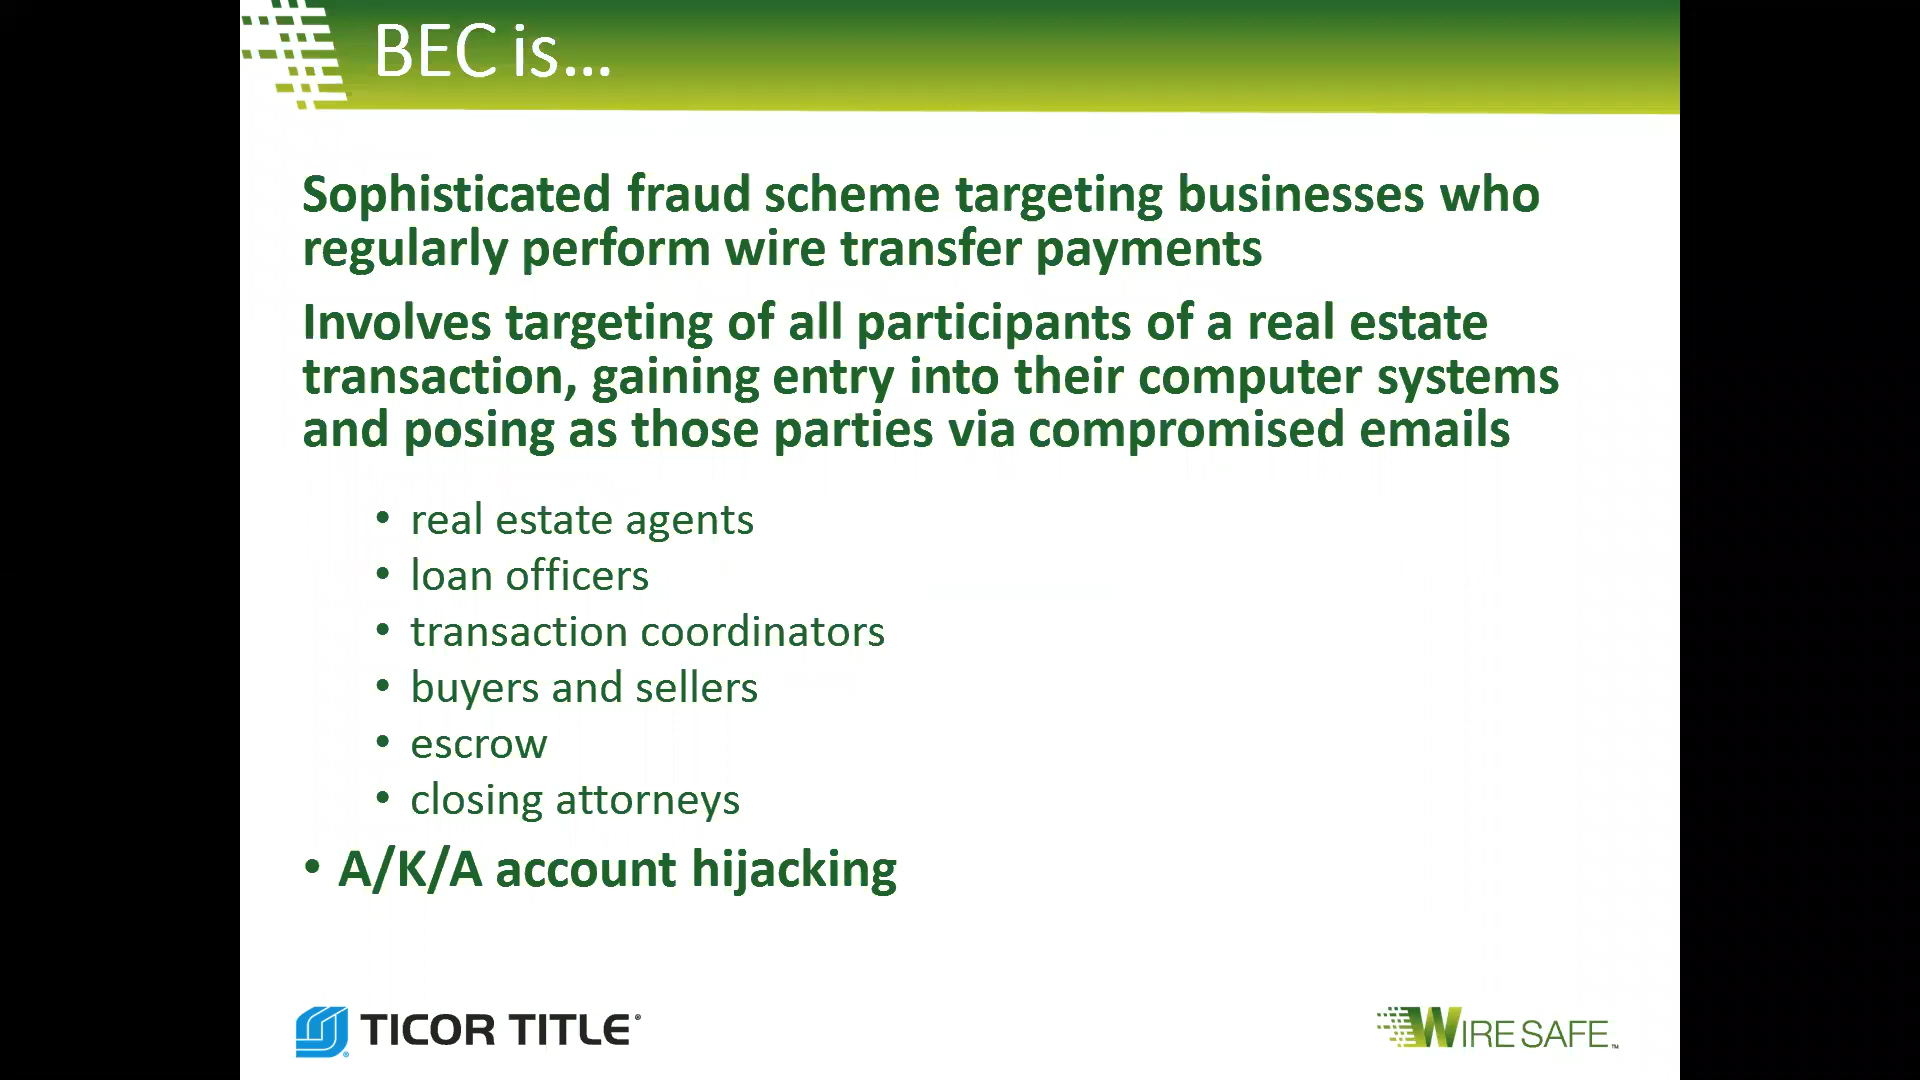 BEC is...
Sophisticated fraud scheme targeting businesses who
regularly perform wire transfer payments
Involves targeting of all participants of a real estate
transaction, gaining entry into their computer systems
and posing as those parties via compromised emails
• real estate agents
• loan officers
• transaction coordinators
• buyers and sellers
• escrow
• closing attorneys
• A/K/A account hijacking
TICOR TITLE®
WIRE SAFE™